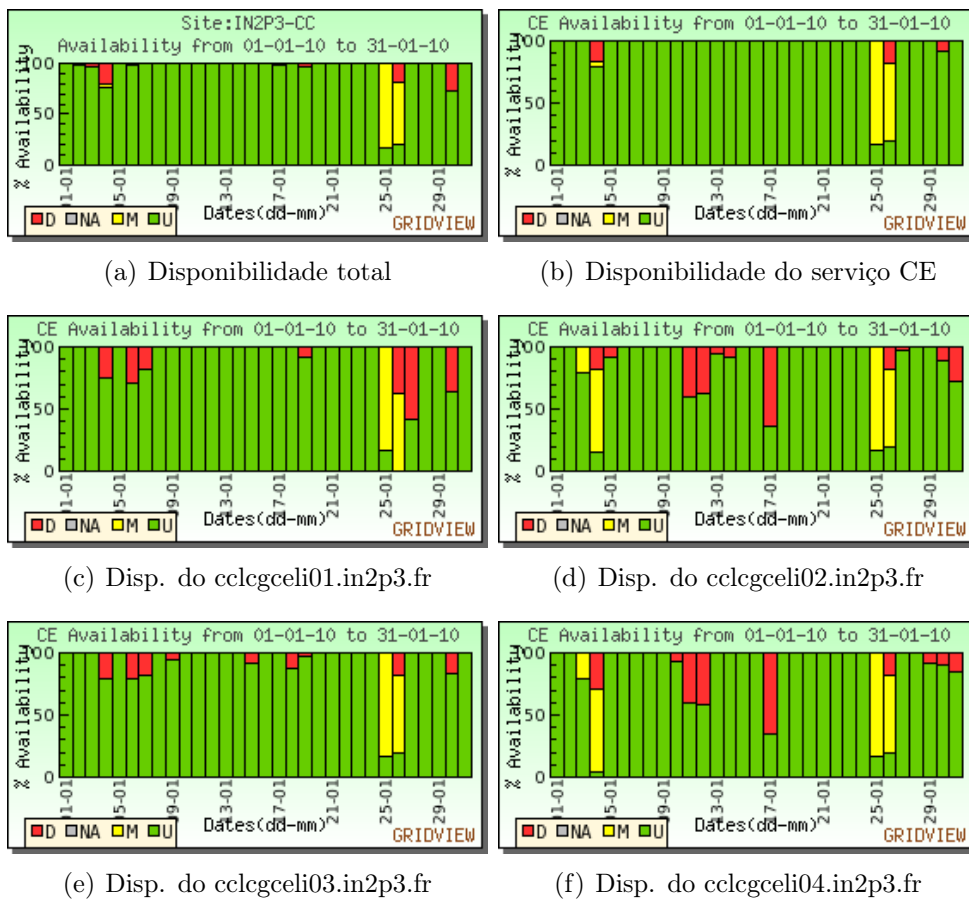 Site:IN2P3-CC
Availability from 01-01-10 to 31-01-10
% Availability
100
50
0
01-01
05-01
09-01
13-01
17-01
21-01
25-01
29-01
Dates(dd-mm)
D NA M U
GRIDVIEW
(a) Disponibilidade total
CE Availability from 01-01-10 to 31-01-10
% Availability
100
50
0
01-01
05-01
09-01
13-01
17-01
21-01
25-01
29-01
Dates(dd-mm)
D NA M U
GRIDVIEW
(b) Disponibilidade do serviço CE
CE Availability from 01-01-10 to 31-01-10
% Availability
100
50
0
01-01
05-01
09-01
13-01
17-01
21-01
25-01
29-01
Dates(dd-mm)
D NA M U
GRIDVIEW
(c) Disp. do cclcgceli01.in2p3.fr
CE Availability from 01-01-10 to 31-01-10
% Availability
100
50
0
01-01
05-01
09-01
13-01
17-01
21-01
25-01
29-01
Dates(dd-mm)
D NA M U
GRIDVIEW
(d) Disp. do cclcgceli02.in2p3.fr
CE Availability from 01-01-10 to 31-01-10
% Availability
100
50
0
01-01
05-01
09-01
13-01
17-01
21-01
25-01
29-01
Dates(dd-mm)
D NA M U
GRIDVIEW
(e) Disp. do cclcgceli03.in2p3.fr
CE Availability from 01-01-10 to 31-01-10
% Availability
100
50
0
01-01
05-01
09-01
13-01
17-01
21-01
25-01
29-01
Dates(dd-mm)
D NA M U
GRIDVIEW
(f) Disp. do cclcgceli04.in2p3.fr